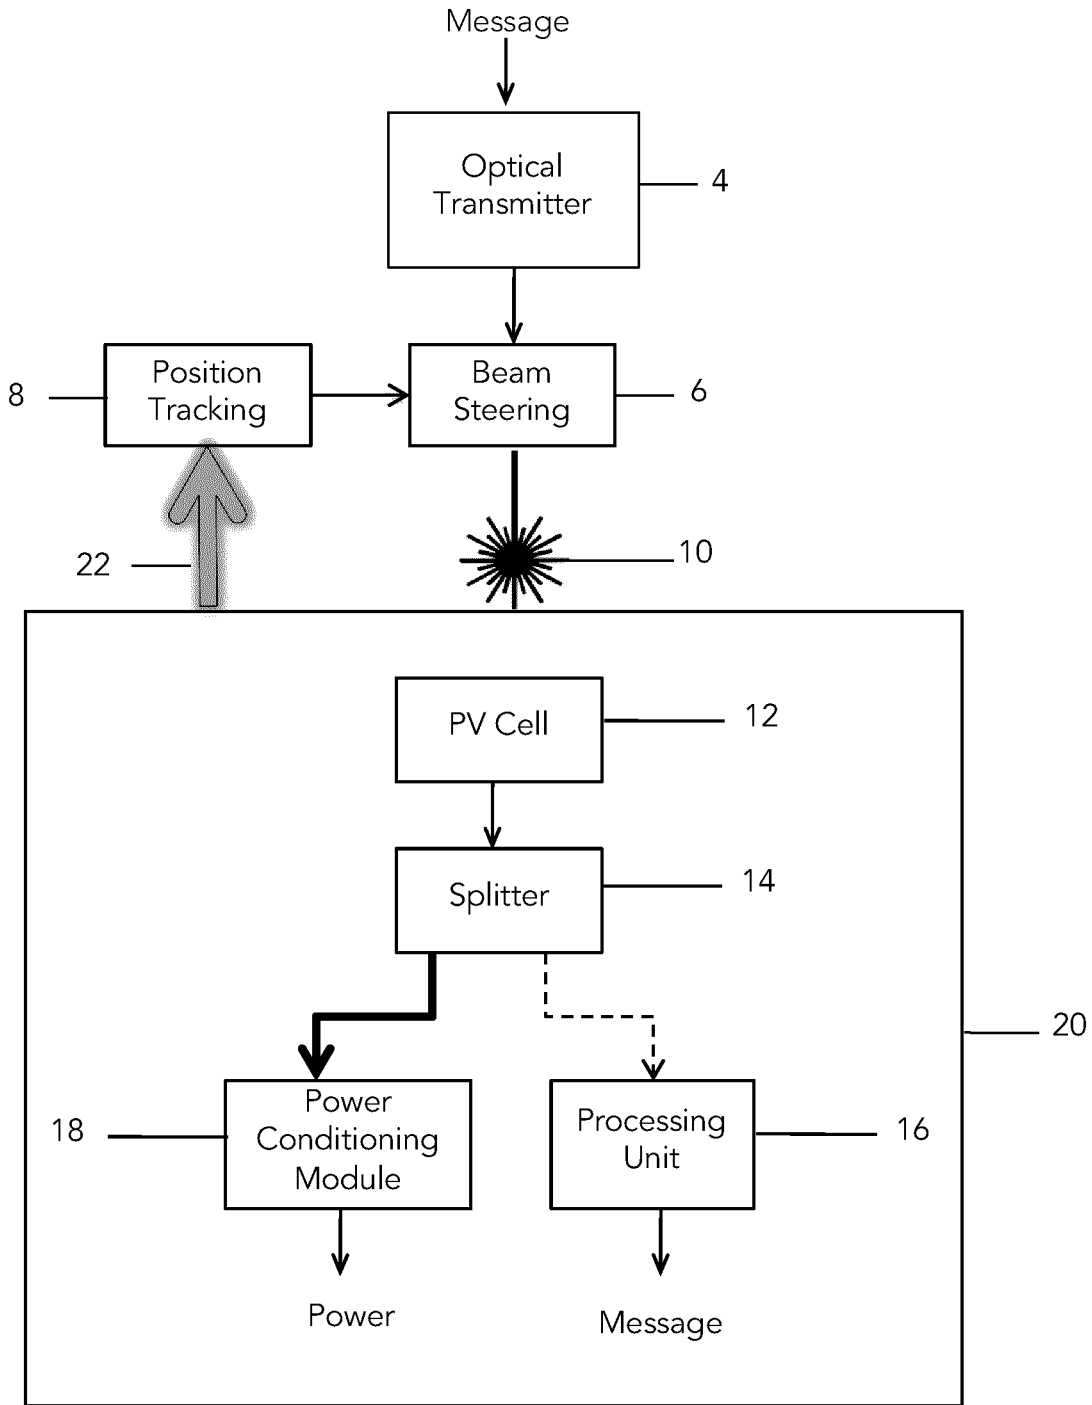 Message
Optical
Transmitter
4
Position
Tracking
8
Beam
Steering
6
22
10
PV Cell
12
Splitter
14
20
Power
Conditioning
Module
18
Processing
Unit
16
Power
Message